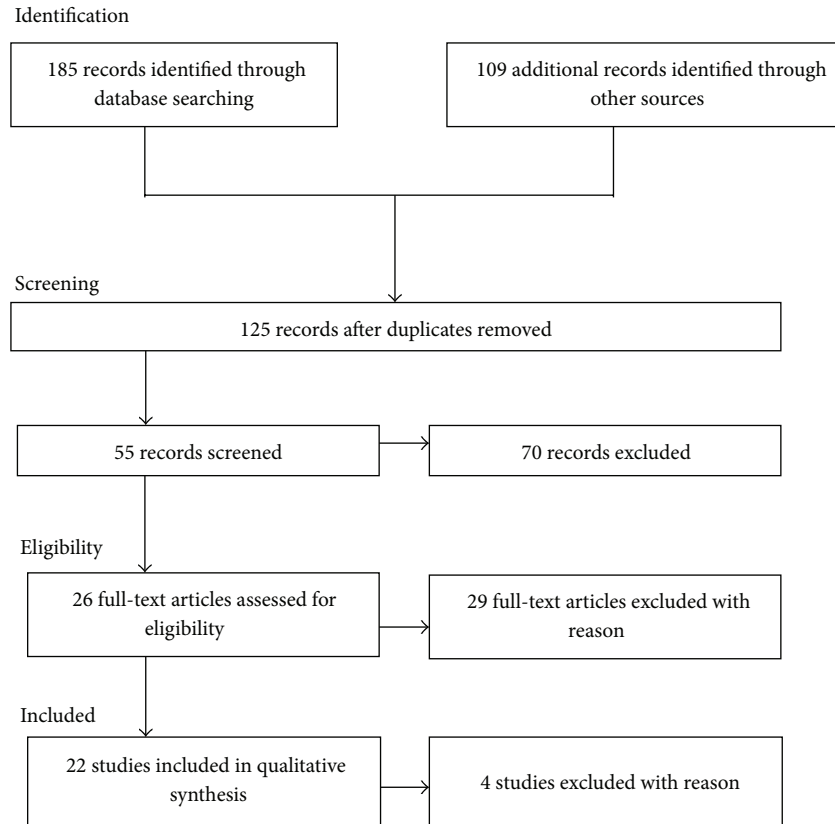 Identification
185 records identified through
database searching
109 additional records identified through
other sources
Screening
125 records after duplicates removed
55 records screened
70 records excluded
Eligibility
26 full-text articles assessed for
eligibility
29 full-text articles excluded with
reason
Included
22 studies included in qualitative
synthesis
4 studies excluded with reason